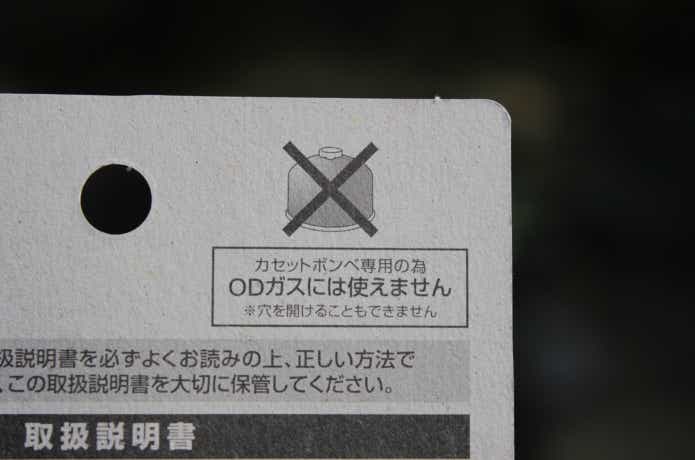 カセットボンベ専用の為
ODガスには使えません
※穴を開けることもできません
扱説明書を必ずよくお読みの上、正しい方法で
、この取扱説明書を大切に保管してください。
取扱説明書